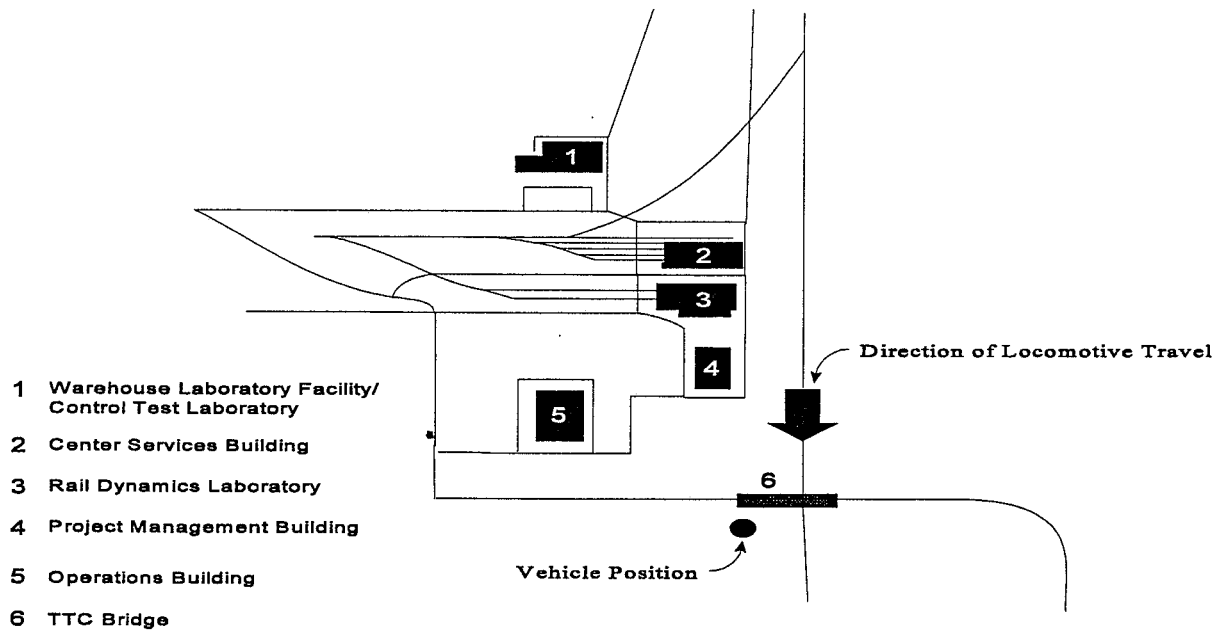 1
2
3
4
Direction of Locomotive Travel
5
6
Vehicle Position
1 Warehouse Laboratory Facility/
Control Test Laboratory
2 Center Services Building
3 Rail Dynamics Laboratory
4 Project Management Building
5 Operations Building
6 TTC Bridge